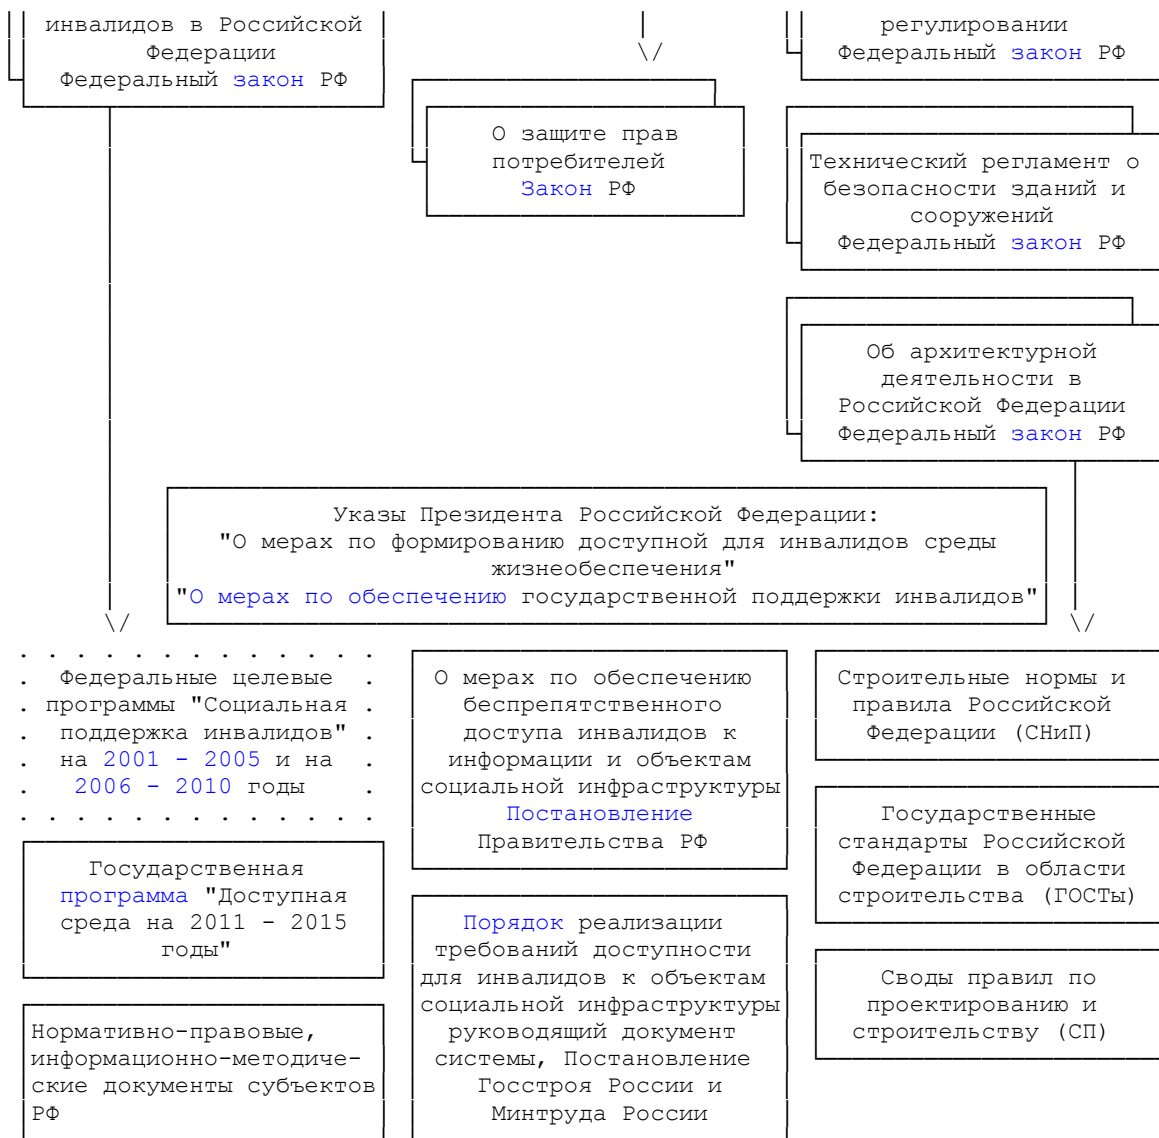 инвалидов в Российской
Федерации
Федеральный закон РФ
регулировании
Федеральный закон РФ
О защите прав
потребителей
Закон РФ
Технический регламент о
безопасности зданий и
сооружений
Федеральный закон РФ
Об архитектурной
деятельности в
Российской Федерации
Федеральный закон РФ
Указы Президента Российской Федерации:
"О мерах по формированию доступной для инвалидов среды
жизнеобеспечения"
"О мерах по обеспечению государственной поддержки инвалидов"
Федеральные целевые
программы "Социальная
поддержка инвалидов"
на 2001 - 2005 и на
2006 - 2010 годы
Государственная
программа "Доступная
среда на 2011 - 2015
годы"
Нормативно-правовые,
информационно-методиче-
ские документы субъектов
РФ
О мерах по обеспечению
беспрепятственного
доступа инвалидов к
информации и объектам
социальной инфраструктуры
Постановление
Правительства РФ
Порядок реализации
требований доступности
для инвалидов к объектам
социальной инфраструктуры
руководящий документ
системы, Постановление
Госстроя России и
Минтруда России
Строительные нормы и
правила Российской
Федерации (СНиП)
Государственные
стандарты Российской
Федерации в области
строительства (ГОСТы)
Своды правил по
проектированию и
строительству (СП)